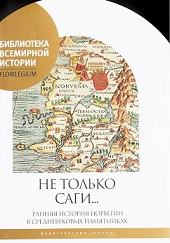 БИБЛИОТЕКА
ВСЕМИРНОЙ
ИСТОРИИ
FLORILEGIUM
NORVEGIA
НЕ ТОЛЬКО
САГИ...
РАННЯЯ ИСТОРИЯ НОРВЕГИИ
В СРЕДНЕВЕКОВЫХ ПАМЯТНИКАХ